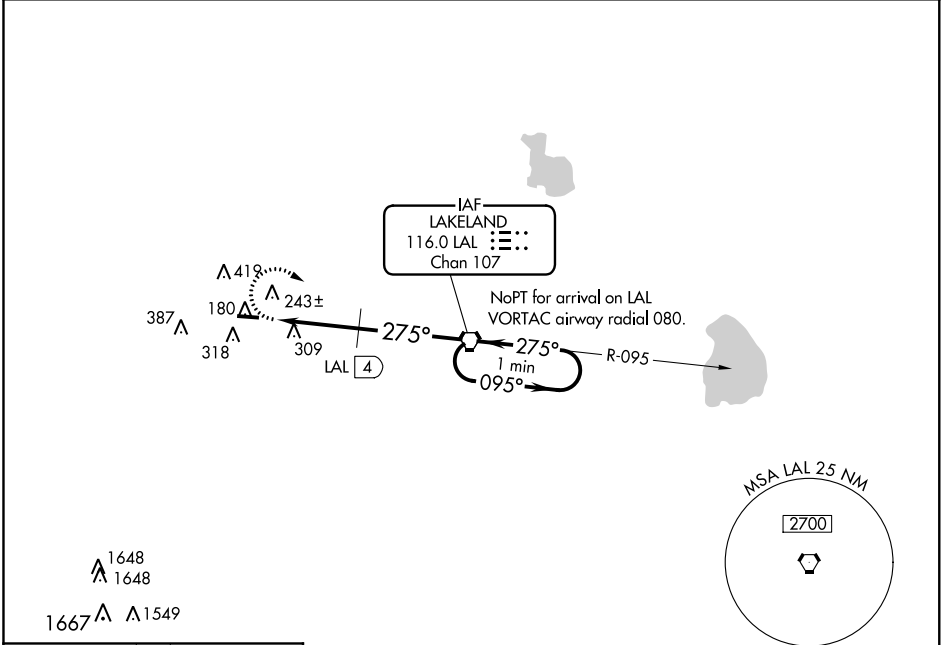 IAF
LAKELAND
116.0 LAL
Chan 107
NoPT for arrival on LAL
VORTAC airway radial 080.
419
243±
180
387
318
309
275°
LAL 4
275°
1 min
095°
R-095
MSA LAL 25 NM
2700
1648
1648
1667
1549